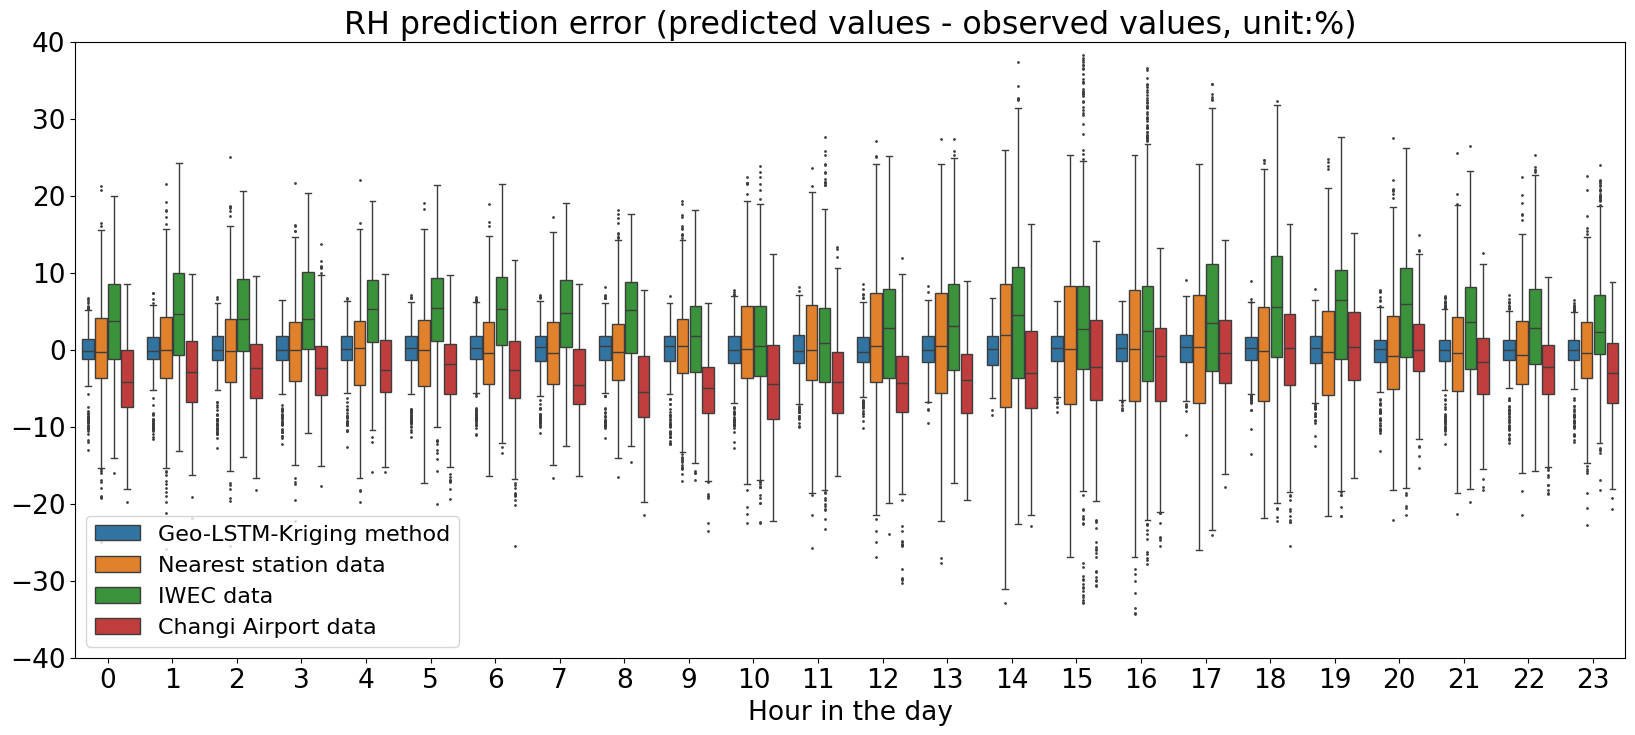 RH prediction error (predicted values - observed values, unit:%)
40
30
20
10
0
−10
−20
−30
−40
Geo-LSTM-Kriging method
Nearest station data
IWEC data
Changi Airport data
0 1 2 3 4 5 6 7 8 9 10 11 12 13 14 15 16 17 18 19 20 21 22 23
Hour in the day